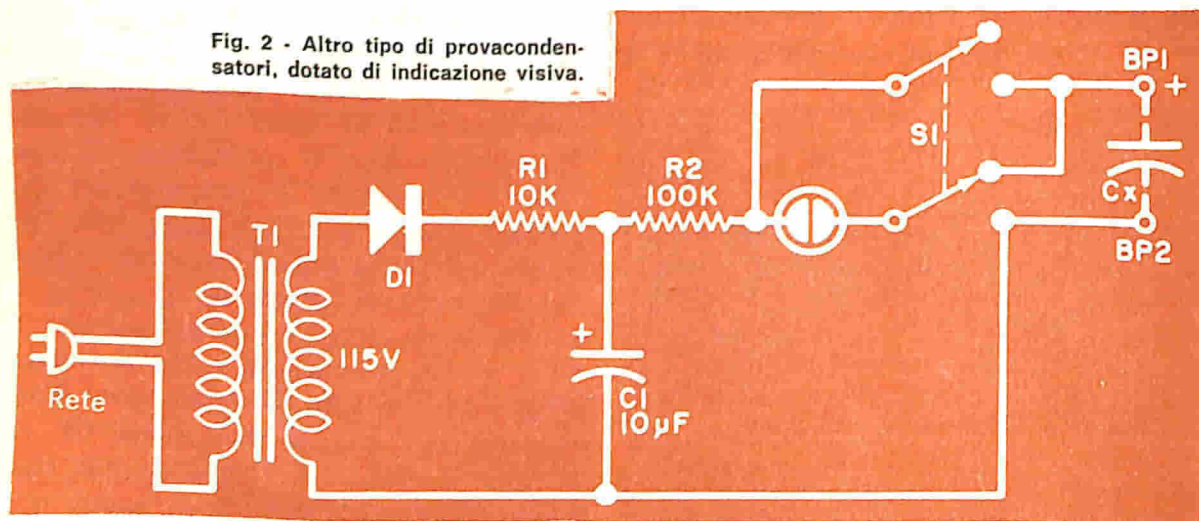 Fig. 2 - Altro tipo di provaconden-
satori, dotato di indicazione visiva.
BP1
+
S1
Cx
BP2
R1
10K
R2
100K
T1
D1
115V
+
C1
10µF
Rete